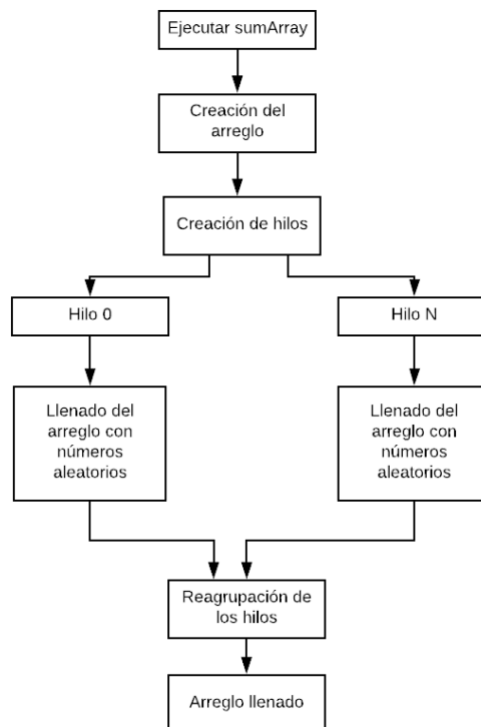 Ejecutar sumArray
Creación del
arreglo
Creación de hilos
Hilo 0
Hilo N
Llenado del
arreglo con
números
aleatorios
Llenado del
arreglo con
números
aleatorios
Reagrupación de
los hilos
Arreglo llenado